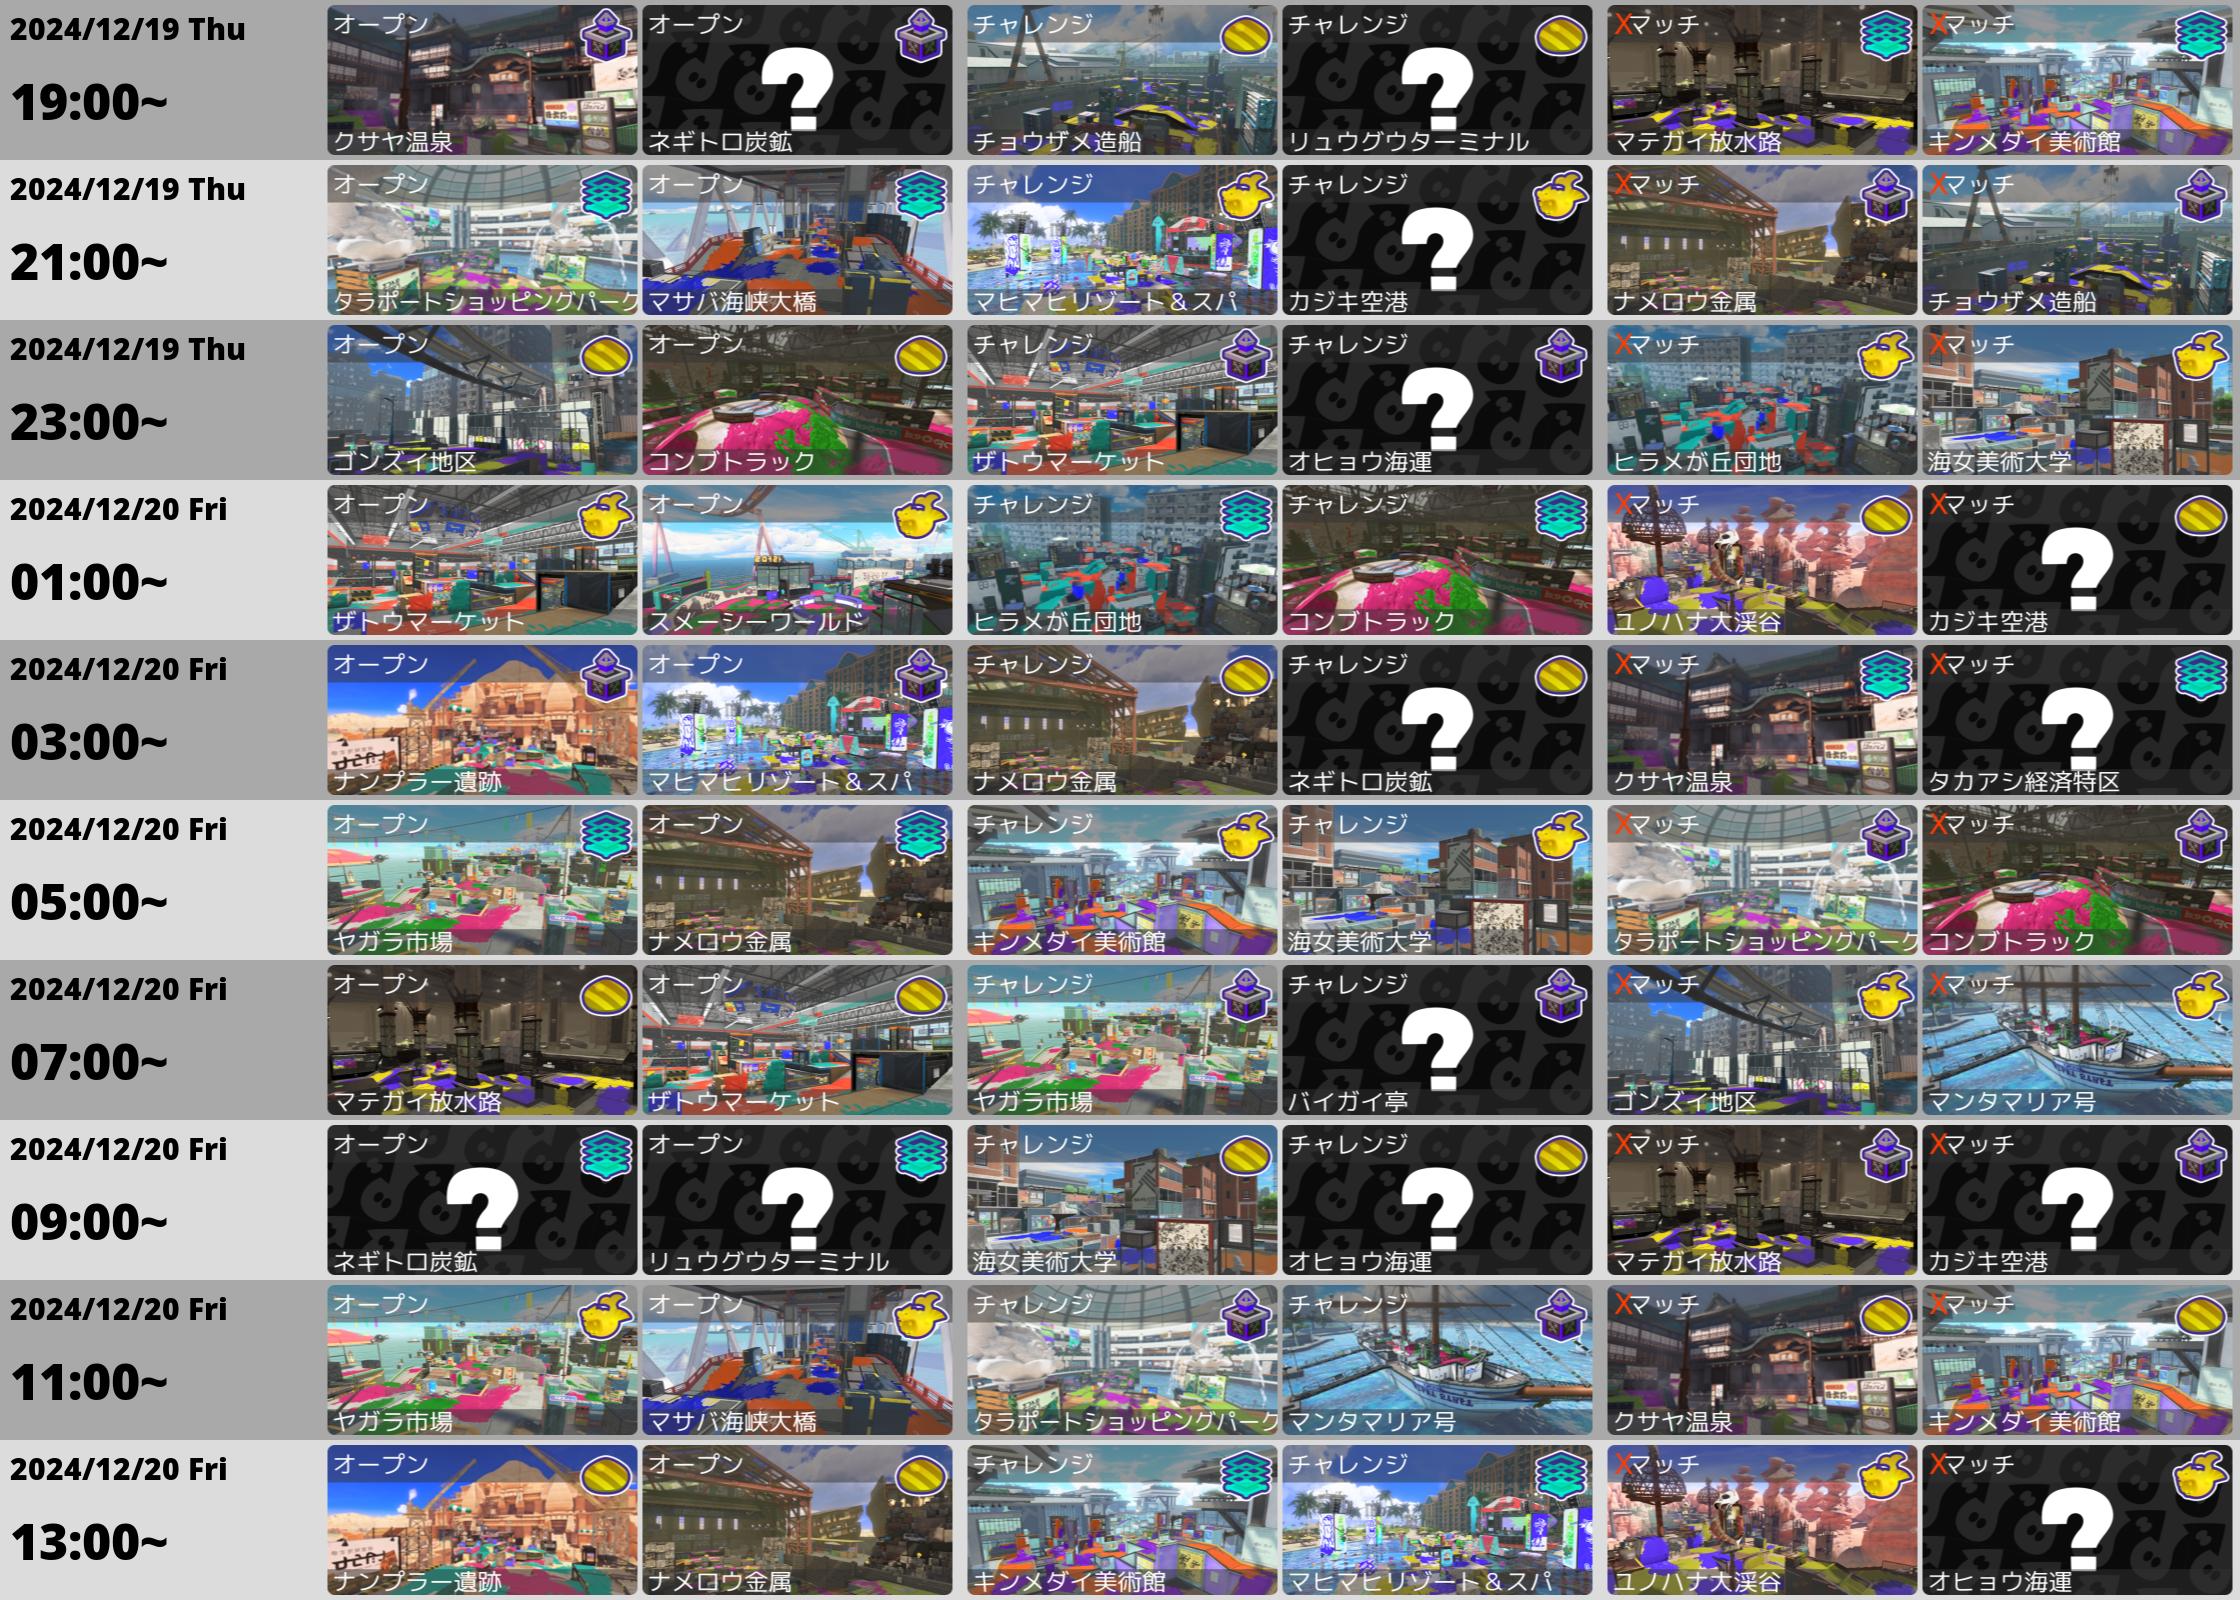 2024/12/19 Thu
19:00~
オープン
クサヤ温泉
オープン
ネギトロ炭鉱
チャレンジ
チョウザメ造船
チャレンジ
リュウグウターミナル
Xマッチ
マテガイ放水路
Xマッチ
キンメダイ美術館
2024/12/19 Thu
21:00~
オープン
タラポートショッピングパーク
オープン
マサバ海峡大橋
チャレンジ
マヒマヒリゾート＆スパ
チャレンジ
カジキ空港
Xマッチ
ナメロウ金属
Xマッチ
チョウザメ造船
2024/12/19 Thu
23:00~
オープン
ゴンズイ地区
オープン
コンブトラック
チャレンジ
ザトウマーケット
チャレンジ
オヒョウ海運
Xマッチ
ヒラメが丘団地
Xマッチ
海女美術大学
2024/12/20 Fri
01:00~
オープン
ザトウマーケット
オープン
スメーシーワールド
チャレンジ
ヒラメが丘団地
チャレンジ
コンブトラック
Xマッチ
ユノハナ大渓谷
Xマッチ
カジキ空港
2024/12/20 Fri
03:00~
オープン
ナンプラー遺跡
オープン
マヒマヒリゾート＆スパ
チャレンジ
ナメロウ金属
チャレンジ
ネギトロ炭鉱
Xマッチ
クサヤ温泉
Xマッチ
タカアシ経済特区
2024/12/20 Fri
05:00~
オープン
ヤガラ市場
オープン
ナメロウ金属
チャレンジ
キンメダイ美術館
チャレンジ
海女美術大学
Xマッチ
タラポートショッピングパーク
Xマッチ
コンブトラック
2024/12/20 Fri
07:00~
オープン
マテガイ放水路
オープン
ザトウマーケット
チャレンジ
ヤガラ市場
チャレンジ
バイガイ亭
Xマッチ
ゴンズイ地区
Xマッチ
マンタマリア号
2024/12/20 Fri
09:00~
オープン
ネギトロ炭鉱
オープン
リュウグウターミナル
チャレンジ
海女美術大学
チャレンジ
オヒョウ海運
Xマッチ
マテガイ放水路
Xマッチ
カジキ空港
2024/12/20 Fri
11:00~
オープン
ヤガラ市場
オープン
マサバ海峡大橋
チャレンジ
タラポートショッピングパーク
チャレンジ
マンタマリア号
Xマッチ
クサヤ温泉
Xマッチ
キンメダイ美術館
2024/12/20 Fri
13:00~
オープン
ナンプラー遺跡
オープン
ナメロウ金属
チャレンジ
キンメダイ美術館
チャレンジ
マヒマヒリゾート＆スパ
Xマッチ
ユノハナ大渓谷
Xマッチ
オヒョウ海運